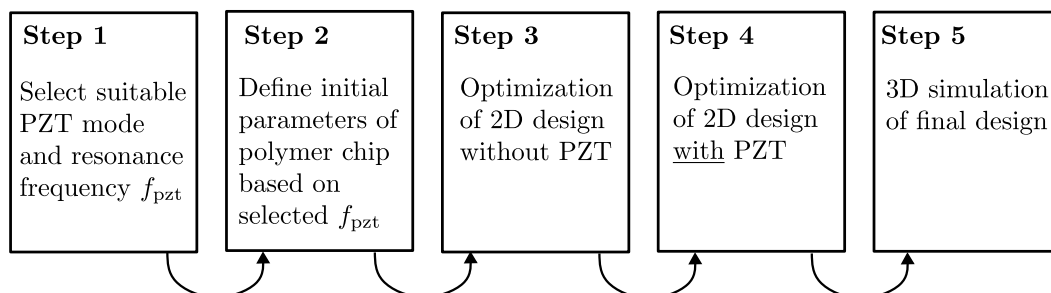 Step 1
Select suitable
PZT mode
and resonance
frequency f_pzt
Step 2
Define initial
parameters of
polymer chip
based on
selected f_pzt
Step 3
Optimization
of 2D design
without PZT
Step 4
Optimization
of 2D design
with PZT
Step 5
3D simulation
of final design